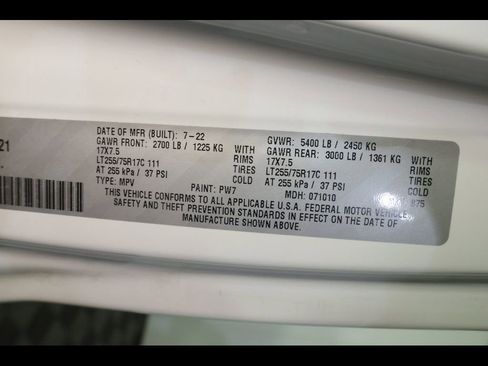 21
DATE OF MFR (BUILT): 7-22 GVWR: 5400 LB / 2450 KG
GAWR FRONT: 2700 LB / 1225 KG WITH GAWR REAR: 3000 LB / 1361 KG WITH
17X7.5 RIMS 17X7.5 RIMS
LT255/75R17C 111 TIRES LT255/75R17C 111 TIRES
AT 255 kPa / 37 PSI COLD AT 255 kPa / 37 PSI COLD
TYPE: MPV PAINT: PW7 MDH: 071010 875
THIS VEHICLE CONFORMS TO ALL APPLICABLE U.S.A. FEDERAL MOTOR VEHICLE
SAFETY AND THEFT PREVENTION STANDARDS IN EFFECT ON THE DATE OF
MANUFACTURE SHOWN ABOVE.